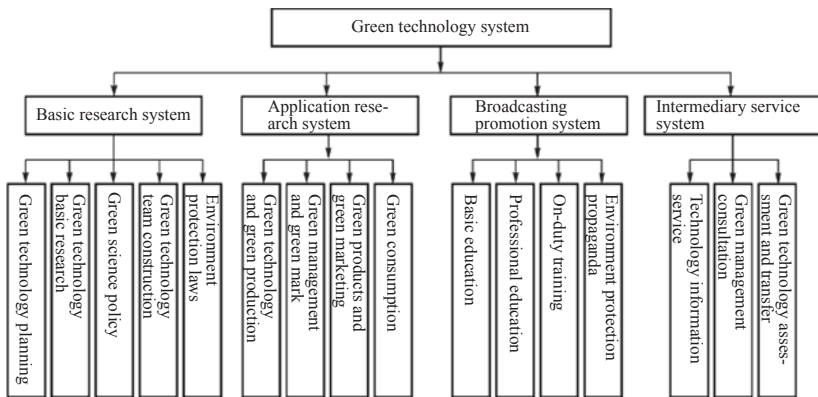 Green technology system
Basic research system
Application rese-
arch system
Broadcasting
promotion system
Intermediary service
system
Green technology planning
Green technology
basic research
Green science policy
Green technology
team construction
Environment
protection laws
Green technology
and green production
Green management
and green mark
Green products and
green marketing
Green consumption
Basic education
Professional education
On-duty training
Environment protection
propaganda
Technology information
service
Green management
consultation
Green technology asses-
sment and transfer